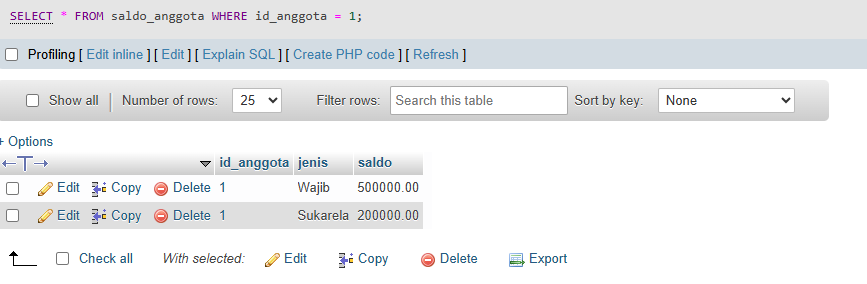 SELECT * FROM saldo_anggota WHERE id_anggota = 1;
Profiling [ Edit inline ] [ Edit ] [ Explain SQL ] [ Create PHP code ] [ Refresh ]
Show all | Number of rows: 25 Filter rows: Search this table Sort by key: None
+ Options
←T→ id_anggota jenis saldo
Edit Copy Delete 1 Wajib 500000.00
Edit Copy Delete 1 Sukarela 200000.00
Check all With selected: Edit Copy Delete Export